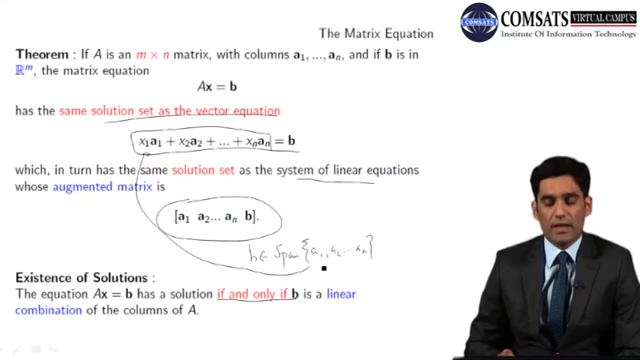 The Matrix Equation
COMSATS VIRTUAL CAMPUS
Institute Of Information Technology
Theorem : If A is an m × n matrix, with columns a₁, ..., aₙ, and if b is in
ℝᵐ, the matrix equation
Ax = b
has the same solution set as the vector equation
x₁a₁ + x₂a₂ + ... + xₙaₙ = b
which, in turn has the same solution set as the system of linear equations
whose augmented matrix is
[a₁ a₂... aₙ b].
b ∈ Span {a₁, a₂ ... aₙ}
Existence of Solutions :
The equation Ax = b has a solution if and only if b is a linear
combination of the columns of A.